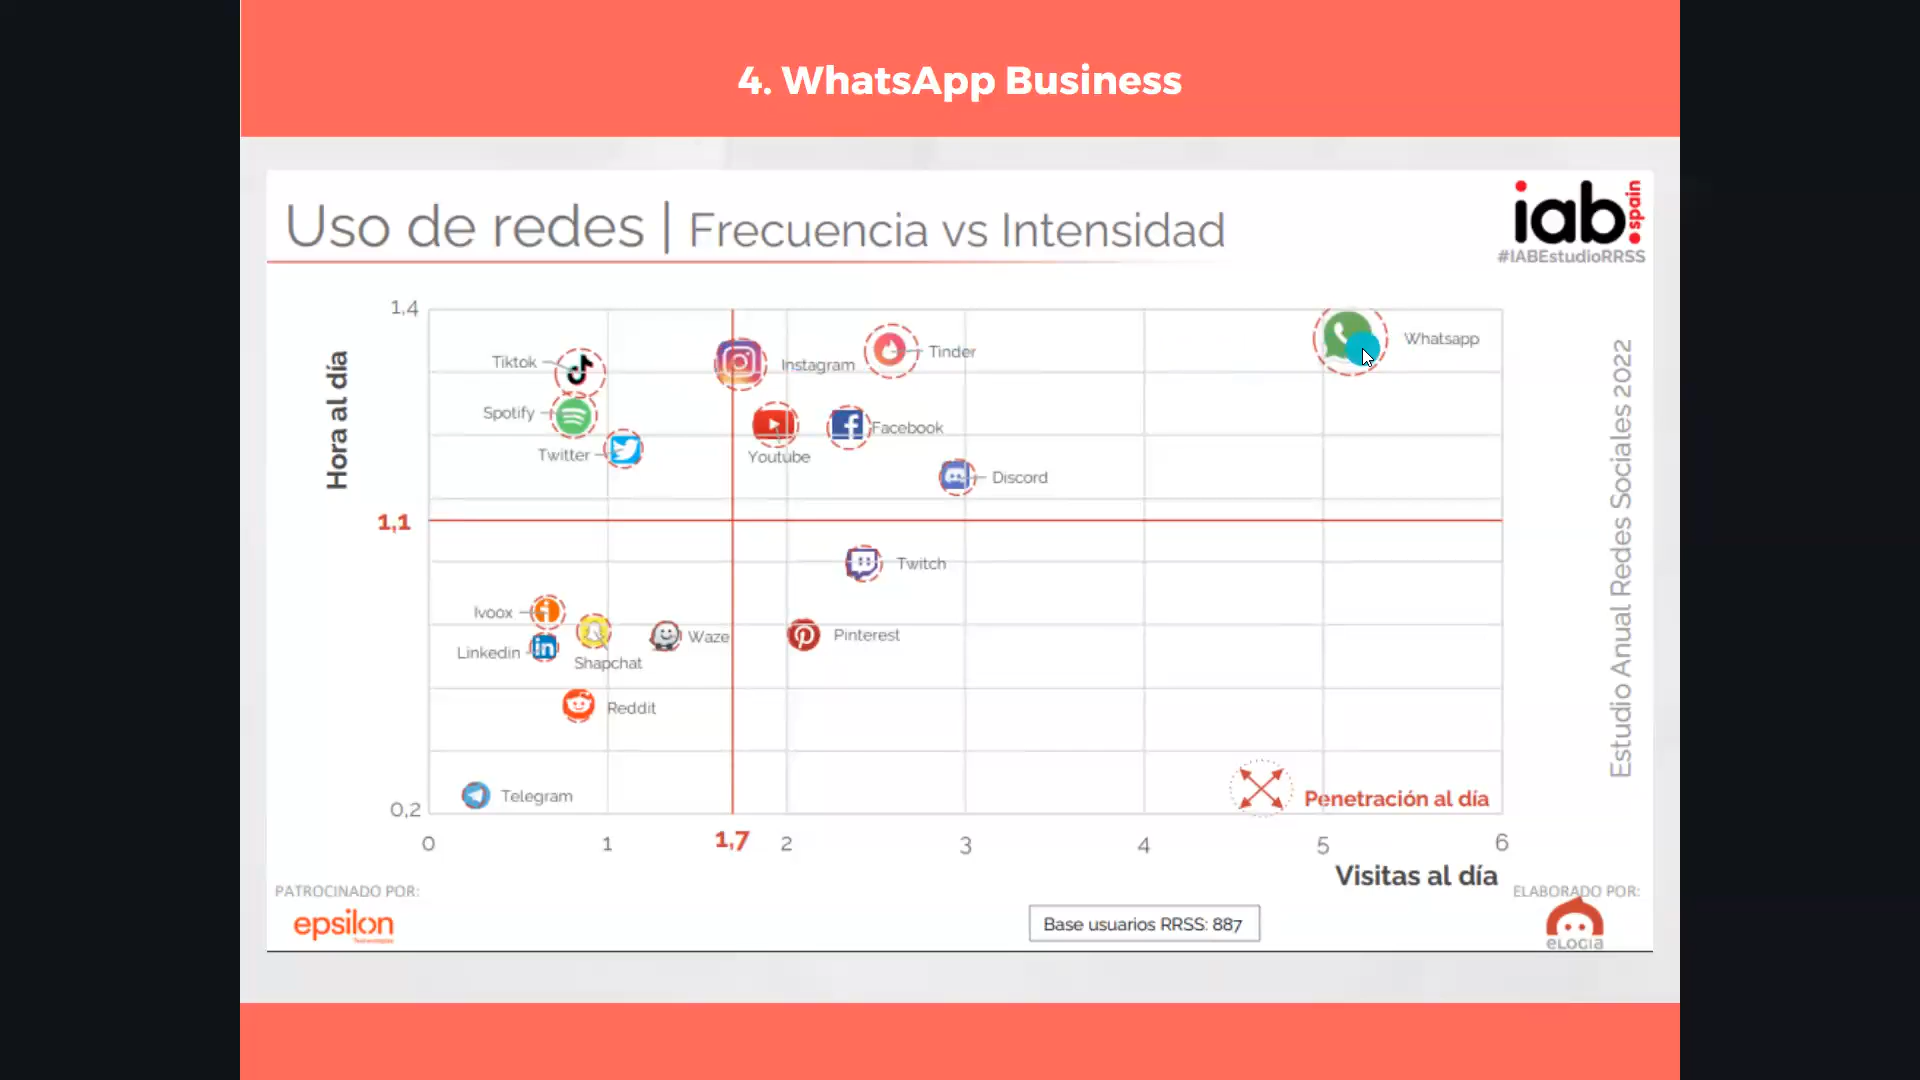 4. WhatsApp Business
Uso de redes | Frecuencia vs Intensidad
iab.spain
#IABEstudioRRSS
1,4
Hora al día
Tiktok
Instagram
Tinder
Whatsapp
Spotify
Twitter
Youtube
Facebook
Discord
1,1
Twitch
Ivoox
Linkedin
Shapchat
Waze
Pinterest
Reddit
Telegram
Penetración al día
0,2
0
1
1,7
2
3
4
5
6
Visitas al día
Estudio Anual Redes Sociales 2022
PATROCINADO POR:
epsilon
Base usuarios RRSS: 887
ELABORADO POR:
eLOGIA